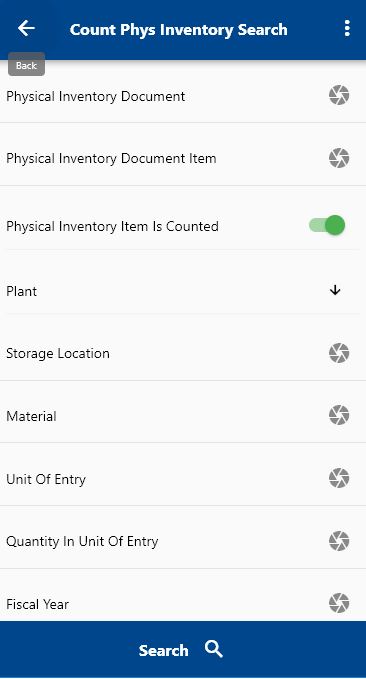 Count Phys Inventory Search
Back
Physical Inventory Document
Physical Inventory Document Item
Physical Inventory Item Is Counted
Plant
Storage Location
Material
Unit Of Entry
Quantity In Unit Of Entry
Fiscal Year
Search